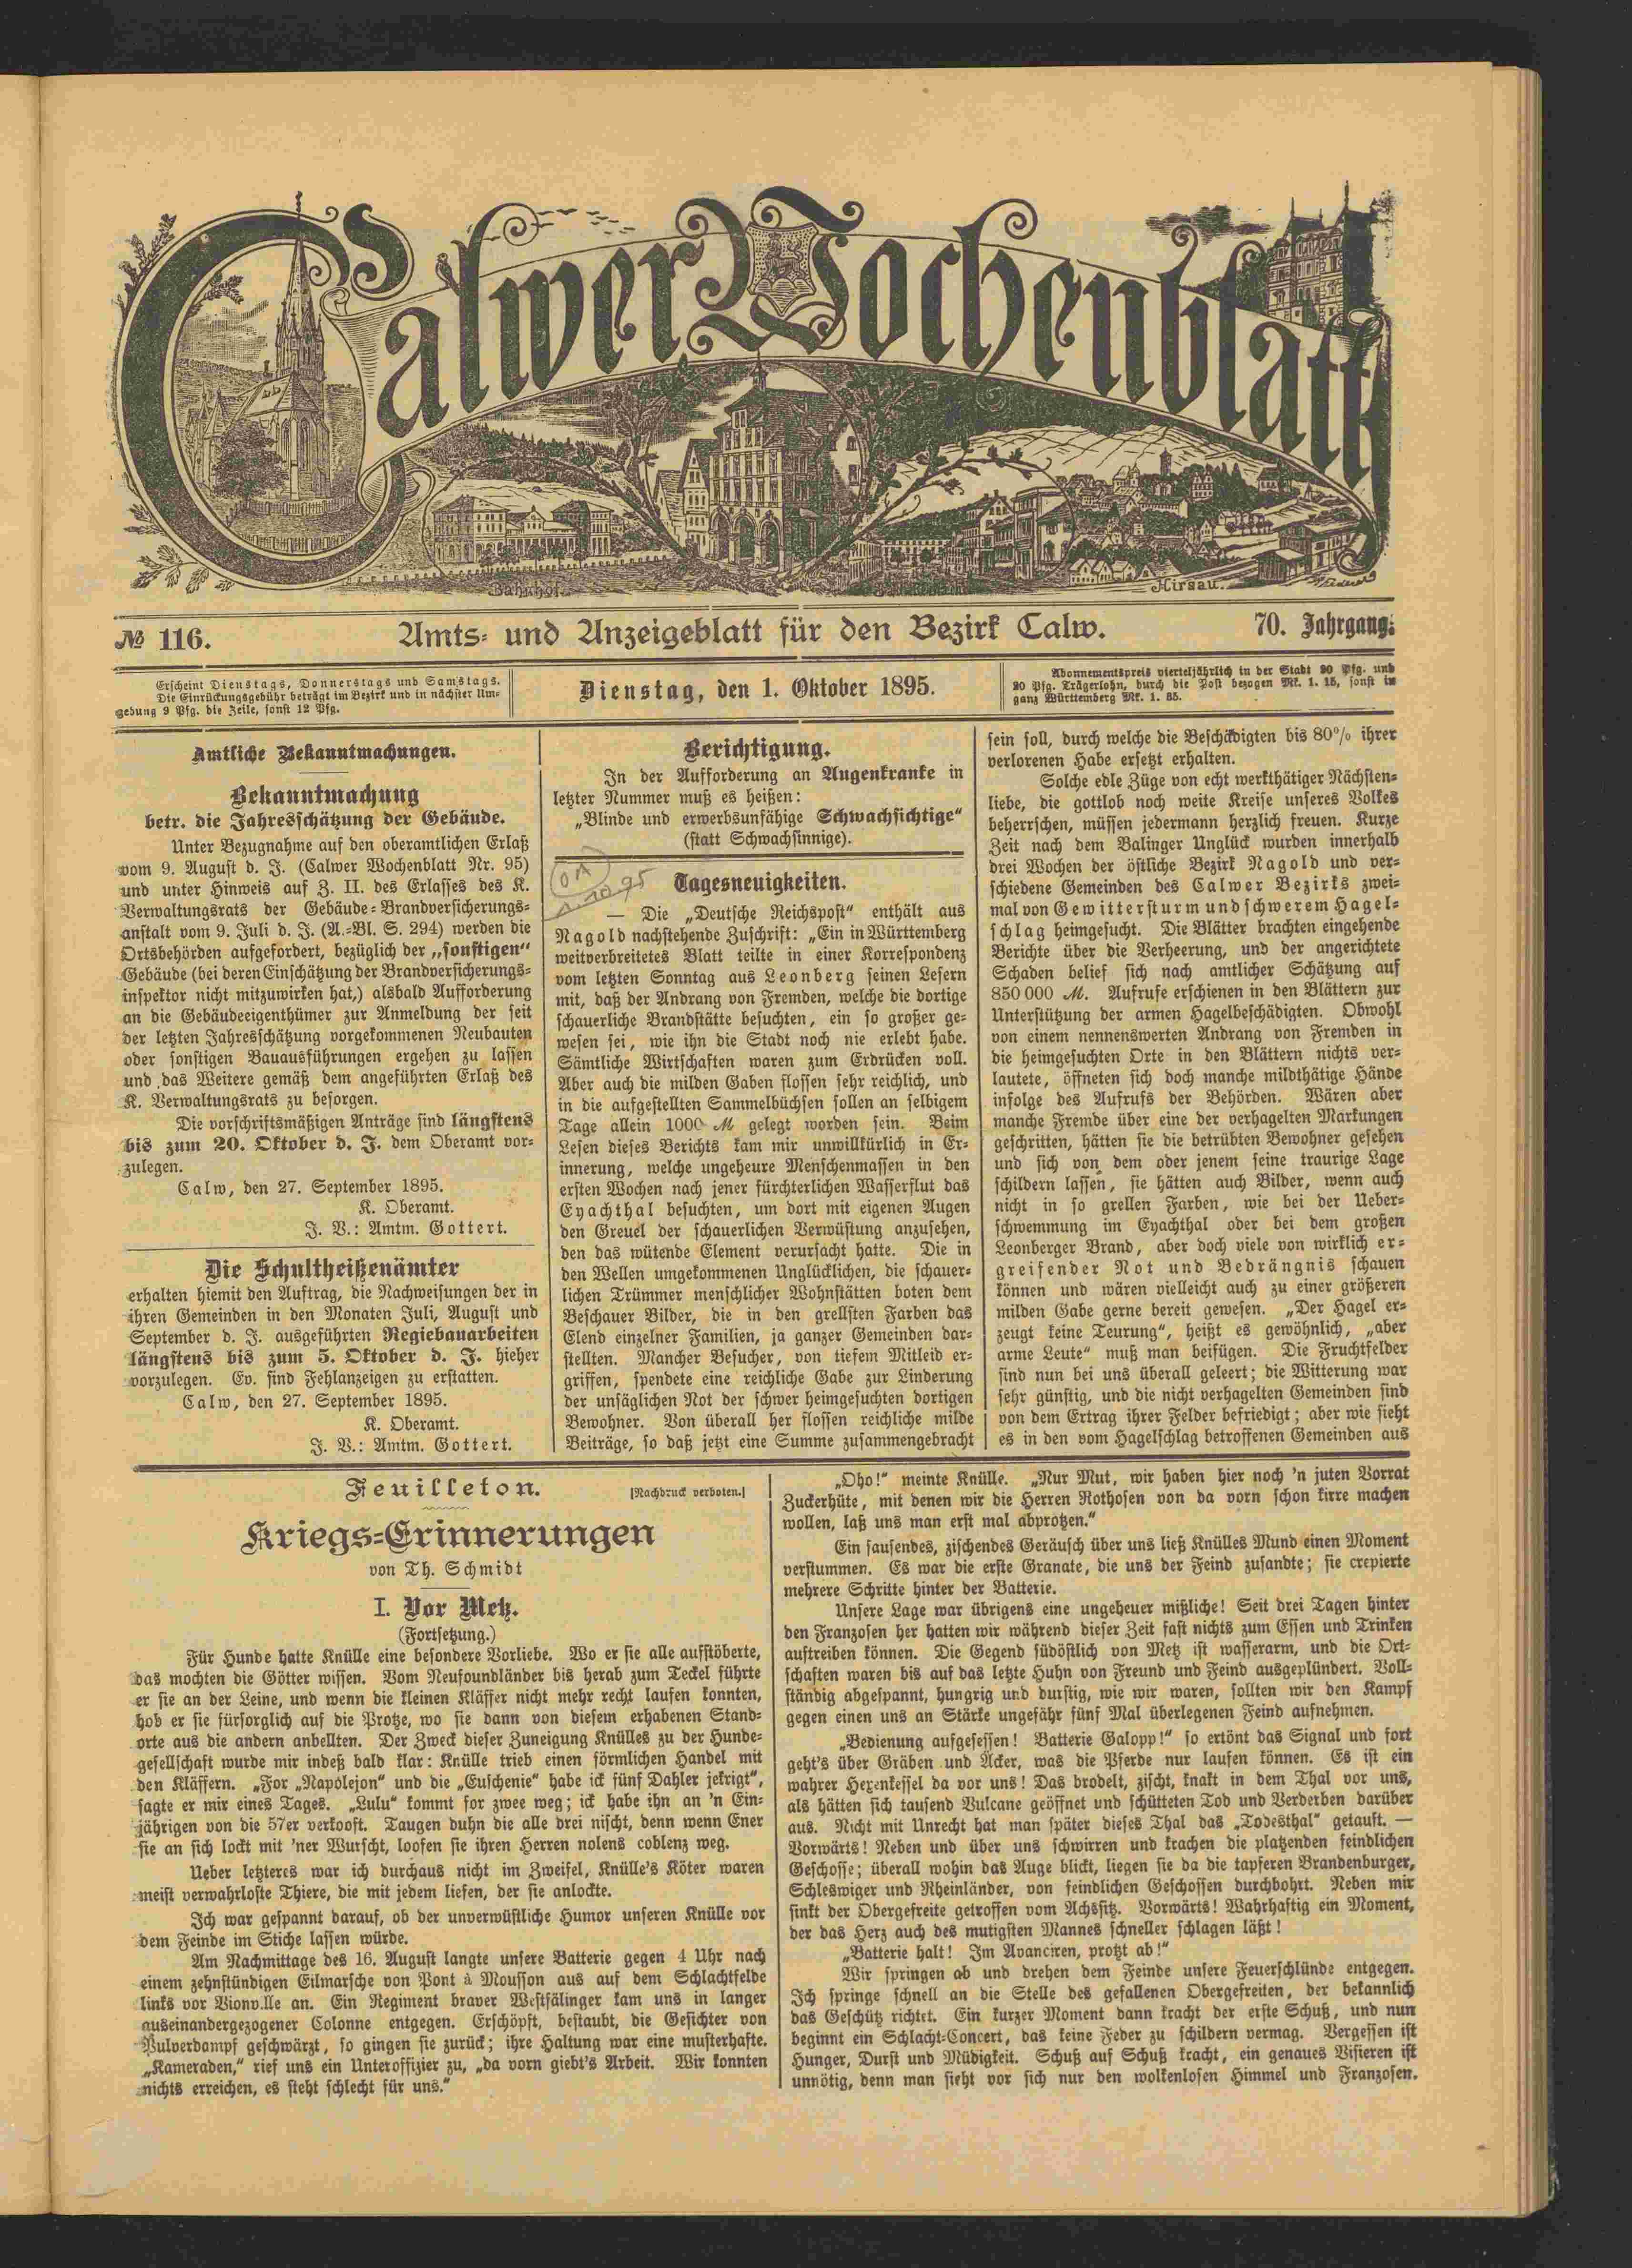 Calwer Wochenblatt
Bahnhof
Hirsau.
№ 116.
Amts- und Anzeigeblatt für den Bezirk Calw.
70. Jahrgang.
Erscheint Dienstags, Donnerstags und Samstags.
Die Einrückungsgebühr beträgt im Bezirk und in nächster Um-
gebung 9 Pfg. die Zeile, sonst 12 Pfg.
Dienstag, den 1. Oktober 1895.
Abonnementspreis vierteljährlich in der Stadt 90 Pfg. und
20 Pfg. Trägerlohn, durch die Post bezogen Mk. 1. 15, sonst in
ganz Württemberg Mk. 1. 35.
Amtliche Bekanntmachungen.
Bekanntmachung
betr. die Jahresschätzung der Gebäude.
Unter Bezugnahme auf den oberamtlichen Erlaß
vom 9. August d. J. (Calwer Wochenblatt Nr. 95)
und unter Hinweis auf Z. II. des Erlasses des K.
Verwaltungsrats der Gebäude-Brandversicherungs-
anstalt vom 9. Juli d. J. (A.-Bl. S. 294) werden die
Ortsbehörden aufgefordert, bezüglich der „sonstigen“
Gebäude (bei deren Einschätzung der Brandversicherungs-
inspektor nicht mitzuwirken hat,) alsbald Aufforderung
an die Gebäudeeigenthümer zur Anmeldung der seit
der letzten Jahresschätzung vorgekommenen Neubauten
oder sonstigen Bauausführungen ergehen zu lassen
und das Weitere gemäß dem angeführten Erlaß des
K. Verwaltungsrats zu besorgen.
Die vorschriftsmäßigen Anträge sind längstens
bis zum 20. Oktober d. J. dem Oberamt vor-
zulegen.
Calw, den 27. September 1895.
K. Oberamt.
J. V.: Amtm. Gottert.
Die Schultheißenämter
erhalten hiemit den Auftrag, die Nachweisungen der in
ihren Gemeinden in den Monaten Juli, August und
September d. J. ausgeführten Regiebauarbeiten
längstens bis zum 5. Oktober d. J. hieher
vorzulegen. Ev. sind Fehlanzeigen zu erstatten.
Calw, den 27. September 1895.
K. Oberamt.
J. V.: Amtm. Gottert.
Berichtigung.
In der Aufforderung an Augenkranke in
letzter Nummer muß es heißen:
„Blinde und erwerbsunfähige Schwachsichtige“
(statt Schwachsinnige).
OA
1.10.95
Tagesneuigkeiten.
— Die „Deutsche Reichspost“ enthält aus
Nagold nachstehende Zuschrift: „Ein in Württemberg
weitverbreitetes Blatt teilte in einer Korrespondenz
vom letzten Sonntag aus Leonberg seinen Lesern
mit, daß der Andrang von Fremden, welche die dortige
schauerliche Brandstätte besuchten, ein so großer ge-
wesen sei, wie ihn die Stadt noch nie erlebt habe.
Sämtliche Wirtschaften waren zum Erdrücken voll.
Aber auch die milden Gaben flossen sehr reichlich, und
in die aufgestellten Sammelbüchsen sollen an selbigem
Tage allein 1000 M gelegt worden sein. Beim
Lesen dieses Berichts kam mir unwillkürlich in Er-
innerung, welche ungeheure Menschenmassen in den
ersten Wochen nach jener fürchterlichen Wasserflut das
Eyachthal besuchten, um dort mit eigenen Augen
den Greuel der schauerlichen Verwüstung anzusehen,
den das wütende Element verursacht hatte. Die in
den Wellen umgekommenen Unglücklichen, die schauer-
lichen Trümmer menschlicher Wohnstätten boten dem
Beschauer Bilder, die in den grellsten Farben das
Elend einzelner Familien, ja ganzer Gemeinden dar-
stellten. Mancher Besucher, von tiefem Mitleid er-
griffen, spendete eine reichliche Gabe zur Linderung
der unsäglichen Not der schwer heimgesuchten dortigen
Bewohner. Von überall her flossen reichliche milde
Beiträge, so daß jetzt eine Summe zusammengebracht
sein soll, durch welche die Beschädigten bis 80% ihrer
verlorenen Habe ersetzt erhalten.
Solche edle Züge von echt werkthätiger Nächsten-
liebe, die gottlob noch weite Kreise unseres Volkes
beherrschen, müssen jedermann herzlich freuen. Kurze
Zeit nach dem Balinger Unglück wurden innerhalb
drei Wochen der östliche Bezirk Nagold und ver-
schiedene Gemeinden des Calwer Bezirks zwei-
mal von Gewittersturm und schwerem Hagel-
schlag heimgesucht. Die Blätter brachten eingehende
Berichte über die Verheerung, und der angerichtete
Schaden belief sich nach amtlicher Schätzung auf
850 000 M. Aufrufe erschienen in den Blättern zur
Unterstützung der armen Hagelbeschädigten. Obwohl
von einem nennenswerten Andrang von Fremden in
die heimgesuchten Orte in den Blättern nichts ver-
lautete, öffneten sich doch manche mildthätige Hände
infolge des Aufrufs der Behörden. Wären aber
manche Fremde über eine der verhagelten Markungen
geschritten, hätten sie die betrübten Bewohner gesehen
und sich von dem oder jenem seine traurige Lage
schildern lassen, sie hätten auch Bilder, wenn auch
nicht in so grellen Farben, wie bei der Ueber-
schwemmung im Eyachthal oder bei dem großen
Leonberger Brand, aber doch viele von wirklich er-
greifender Not und Bedrängnis schauen
können und wären vielleicht auch zu einer größeren
milden Gabe gerne bereit gewesen. „Der Hagel er-
zeugt keine Teurung“, heißt es gewöhnlich, „aber
arme Leute“ muß man beifügen. Die Fruchtfelder
sind nun bei uns überall geleert; die Witterung war
sehr günstig, und die nicht verhagelten Gemeinden sind
von dem Ertrag ihrer Felder befriedigt; aber wie sieht
es in den vom Hagelschlag betroffenen Gemeinden aus
Feuilleton.
[Nachdruck verboten.]
Kriegs-Erinnerungen
von Th. Schmidt
I. Vor Metz.
(Fortsetzung.)
Für Hunde hatte Knülle eine besondere Vorliebe. Wo er sie alle aufstöberte,
das mochten die Götter wissen. Vom Neufoundländer bis herab zum Teckel führte
er sie an der Leine, und wenn die kleinen Kläffer nicht mehr recht laufen konnten,
hob er sie fürsorglich auf die Protze, wo sie dann von diesem erhabenen Stand-
orte aus die andern anbellten. Der Zweck dieser Zuneigung Knülles zu der Hunde-
gesellschaft wurde mir indeß bald klar: Knülle trieb einen förmlichen Handel mit
den Kläffern. „For „Napolejon“ und die „Euschenie“ habe ick fünf Dahler jekrigt“,
sagte er mir eines Tages. „Lulu“ kommt for zwee weg; ick habe ihn an 'n Ein-
jährigen von die 57er verkooft. Taugen duhn die alle drei nischt, denn wenn Ener
sie an sich lockt mit 'ner Wurscht, loofen sie ihren Herren nolens coblenz weg.
Ueber letzteres war ich durchaus nicht im Zweifel, Knülle's Köter waren
meist verwahrloste Thiere, die mit jedem liefen, der sie anlockte.
Ich war gespannt darauf, ob der unverwüstliche Humor unseren Knülle vor
dem Feinde im Stiche lassen würde.
Am Nachmittage des 16. August langte unsere Batterie gegen 4 Uhr nach
einem zehnstündigen Eilmarsche von Pont à Mousson aus auf dem Schlachtfelde
links vor Vionville an. Ein Regiment braver Westfälinger kam uns in langer
auseinandergezogener Colonne entgegen. Erschöpft, bestaubt, die Gesichter von
Pulverdampf geschwärzt, so gingen sie zurück; ihre Haltung war eine musterhafte.
„Kameraden,“ rief uns ein Unteroffizier zu, „da vorn giebt's Arbeit. Wir konnten
nichts erreichen, es steht schlecht für uns.“
„Oho!“ meinte Knülle. „Nur Mut, wir haben hier noch 'n juten Vorrat
Zuckerhüte, mit denen wir die Herren Rothosen von da vorn schon kirre machen
wollen, laß uns man erst mal abprotzen.“
Ein sausendes, zischendes Geräusch über uns ließ Knülles Mund einen Moment
verstummen. Es war die erste Granate, die uns der Feind zusandte; sie crepierte
mehrere Schritte hinter der Batterie.
Unsere Lage war übrigens eine ungeheuer mißliche! Seit drei Tagen hinter
den Franzosen her hatten wir während dieser Zeit fast nichts zum Essen und Trinken
auftreiben können. Die Gegend südöstlich von Metz ist wasserarm, und die Ort-
schaften waren bis auf das letzte Huhn von Freund und Feind ausgeplündert. Voll-
ständig abgespannt, hungrig und durstig, wie wir waren, sollten wir den Kampf
gegen einen uns an Stärke ungefähr fünf Mal überlegenen Feind aufnehmen.
„Bedienung aufgesessen! Batterie Galopp!“ so ertönt das Signal und fort
geht's über Gräben und Äcker, was die Pferde nur laufen können. Es ist ein
wahrer Hexenkessel da vor uns! Das brodelt, zischt, knakt in dem Thal vor uns,
als hätten sich tausend Vulcane geöffnet und schütteten Tod und Verderben darüber
aus. Nicht mit Unrecht hat man später dieses Thal das „Todesthal“ getauft. —
Vorwärts! Neben und über uns schwirren und krachen die platzenden feindlichen
Geschosse; überall wohin das Auge blickt, liegen sie da die tapferen Brandenburger,
Schleswiger und Rheinländer, von feindlichen Geschossen durchbohrt. Neben mir
sinkt der Obergefreite getroffen vom Achssitz. Vorwärts! Wahrhaftig ein Moment,
der das Herz auch des mutigsten Mannes schneller schlagen läßt!
„Batterie halt! Im Avanciren, protzt ab!“
Wir springen ab und drehen dem Feinde unsere Feuerschlünde entgegen.
Ich springe schnell an die Stelle des gefallenen Obergefreiten, der bekannlich
das Geschütz richtet. Ein kurzer Moment dann kracht der erste Schuß, und nun
beginnt ein Schlacht-Concert, das keine Feder zu schildern vermag. Vergessen ist
Hunger, Durst und Müdigkeit. Schuß auf Schuß kracht, ein genaues Visieren ist
unnötig, denn man sieht vor sich nur den wolkenlosen Himmel und Franzosen.